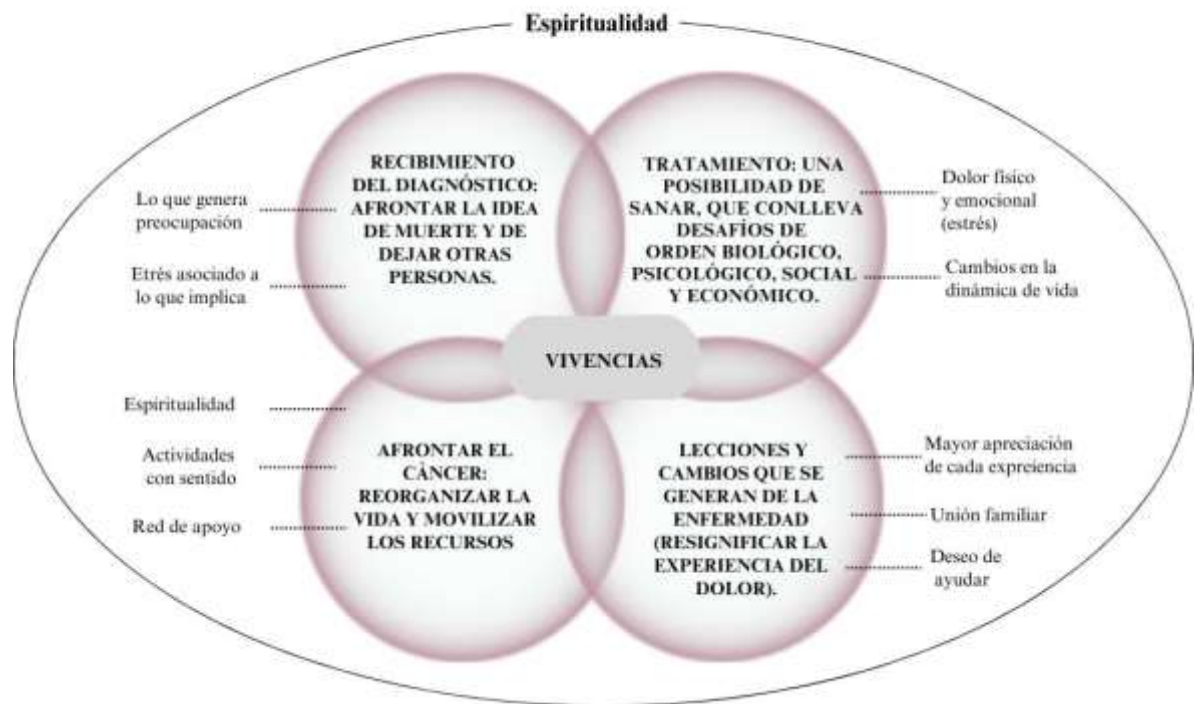 Espiritualidad
RECIBIMIENTO
DEL DIAGNÓSTICO:
AFRONTAR LA IDEA
DE MUERTE Y DE
DEJAR OTRAS
PERSONAS.
Lo que genera
preocupación
Etrés asociado a
lo que implica
TRATAMIENTO: UNA
POSIBILIDAD DE
SANAR, QUE CONLLEVA
DESAFÍOS DE
ORDEN BIOLÓGICO,
PSICOLÓGICO, SOCIAL
Y ECONÓMICO.
Dolor físico
y emocional
(estrés)
Cambios en la
dinámica de vida
VIVENCIAS
Espiritualidad
Actividades
con sentido
Red de apoyo
AFRONTAR EL
CÀNCER:
REORGANIZAR LA
VIDA Y MOVILIZAR
LOS RECURSOS
LECCIONES Y
CAMBIOS QUE SE
GENERAN DE LA
ENFERMEDAD
(RESIGNIFICAR LA
EXPERIENCIA DEL
DOLOR).
Mayor apreciación
de cada expreiencia
Unión familiar
Deseo de
ayudar